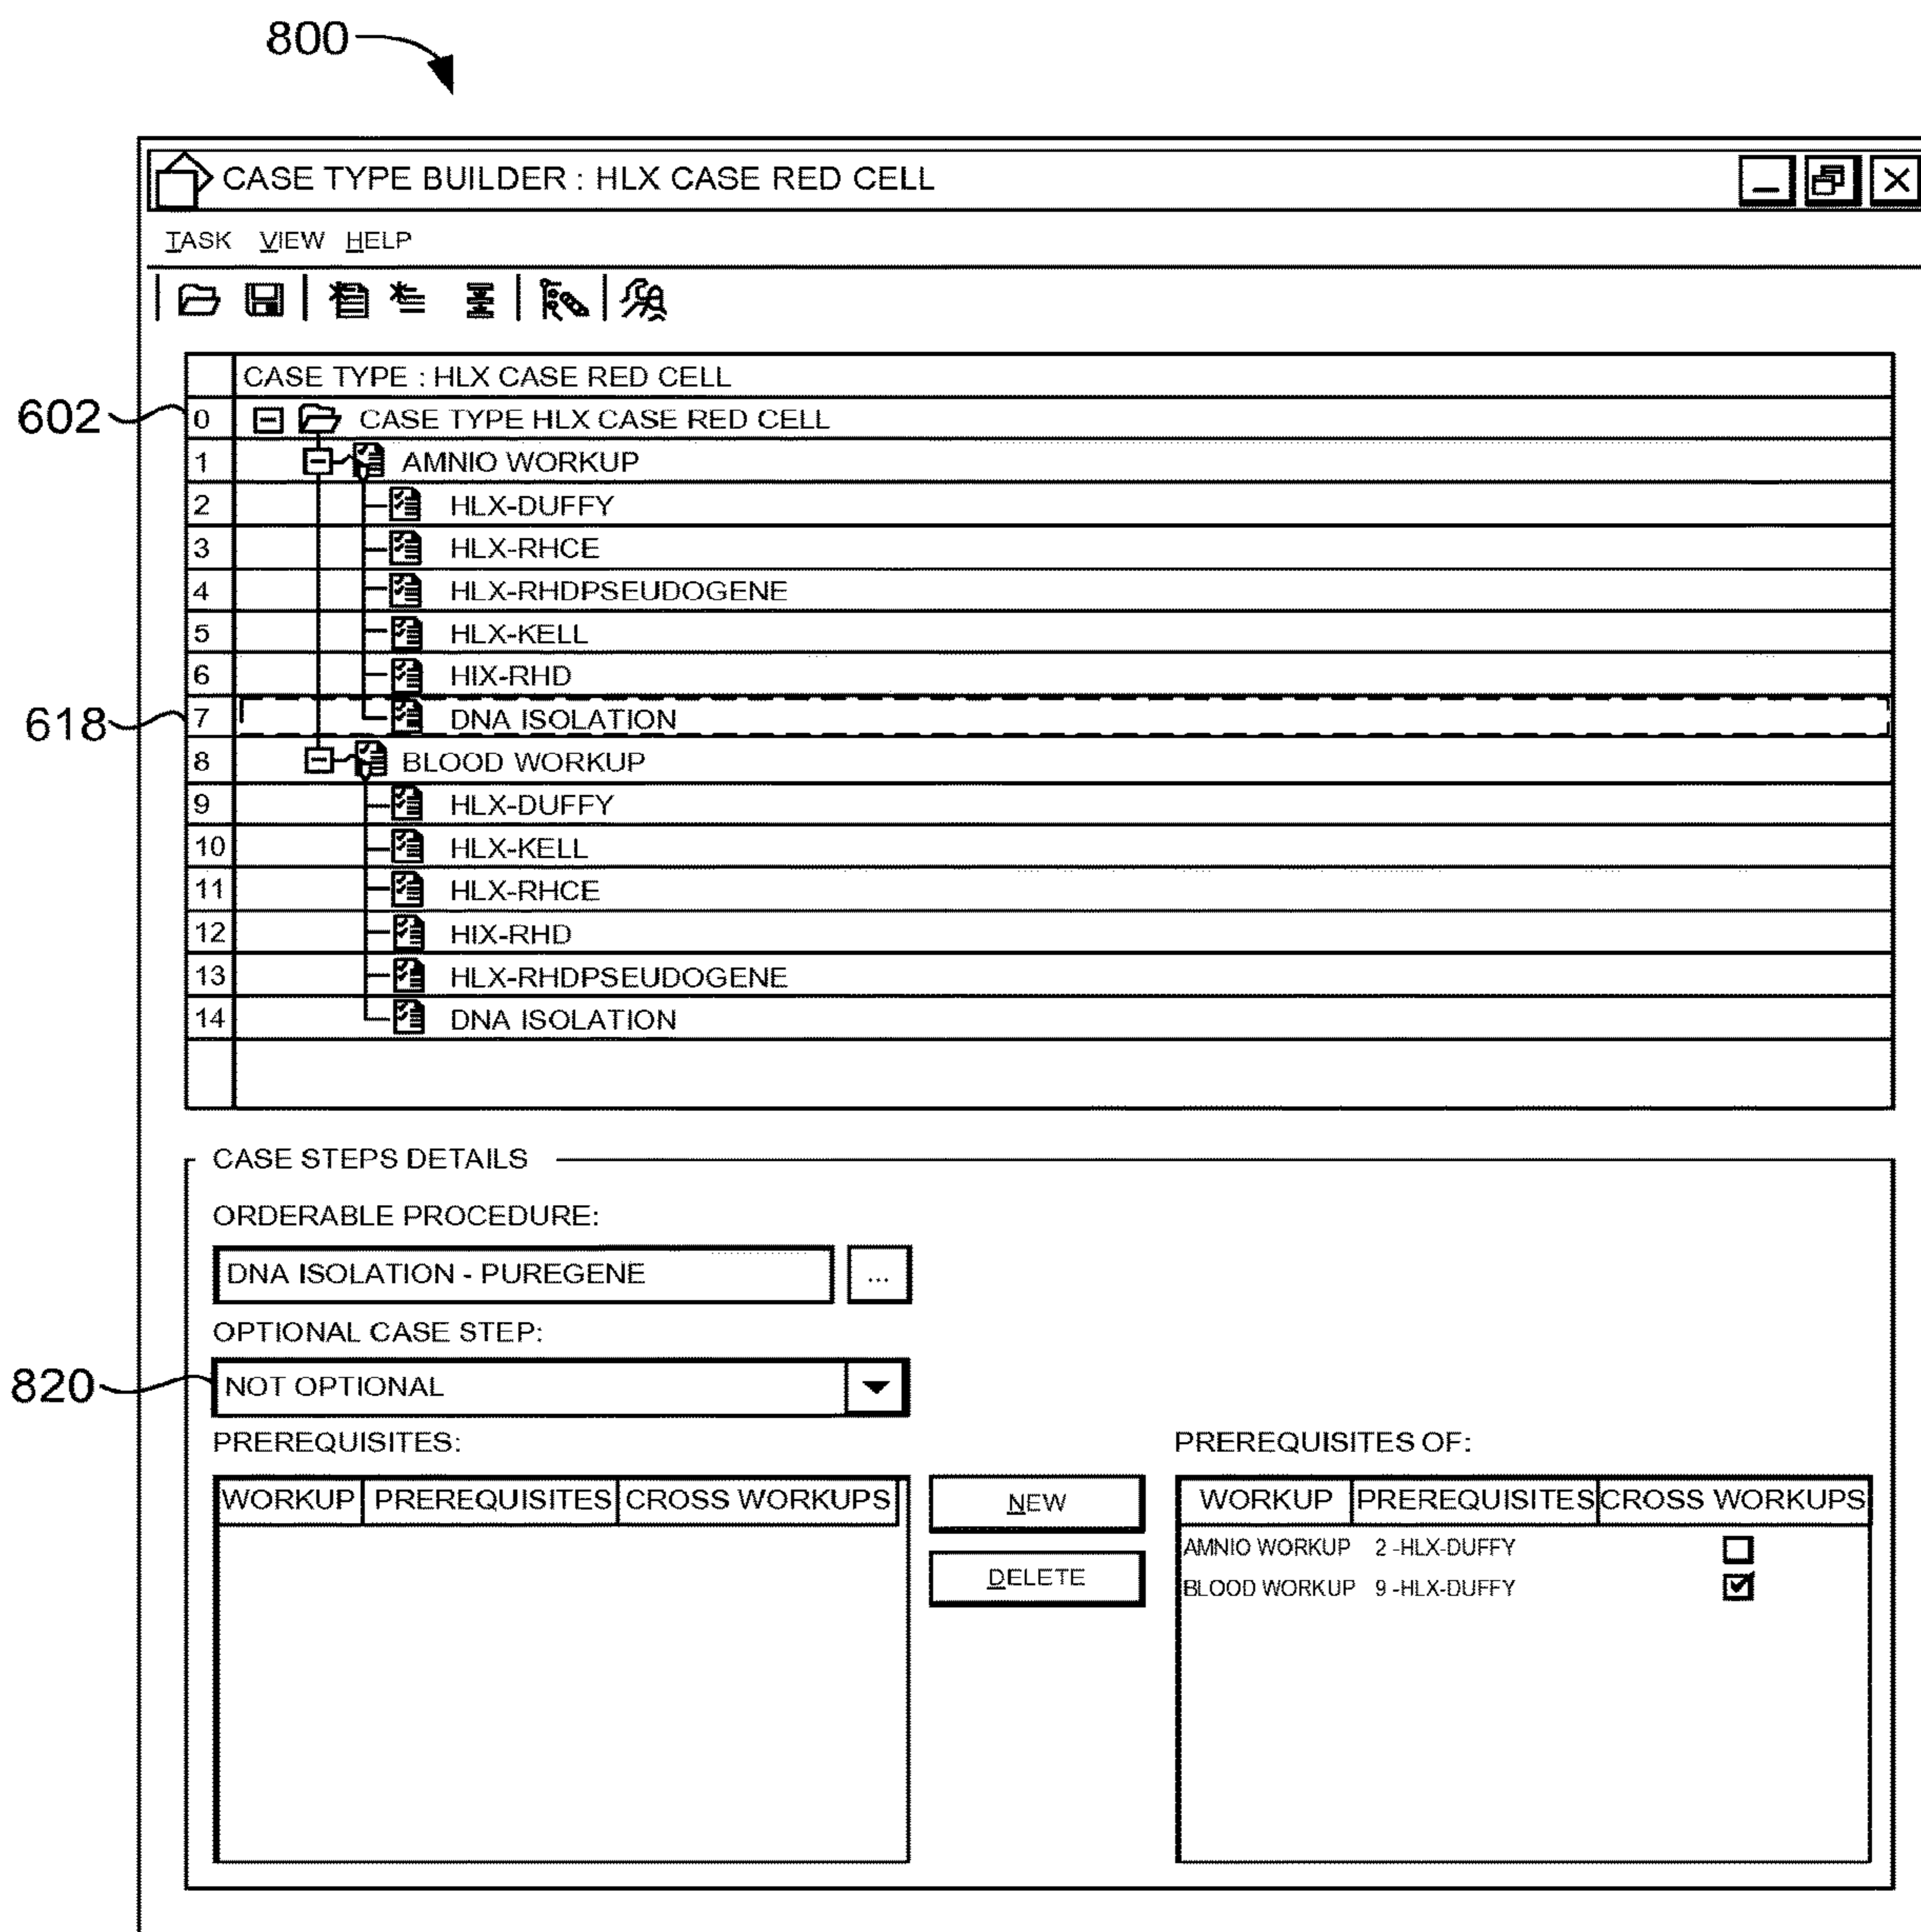 800
CASE TYPE BUILDER : HLX CASE RED CELL
TASK VIEW HELP
CASE TYPE : HLX CASE RED CELL
602 0 CASE TYPE HLX CASE RED CELL
1 AMNIO WORKUP
2 HLX-DUFFY
3 HLX-RHCE
4 HLX-RHDPSEUDOGENE
5 HLX-KELL
6 HIX-RHD
618 7 DNA ISOLATION
8 BLOOD WORKUP
9 HLX-DUFFY
10 HLX-KELL
11 HLX-RHCE
12 HIX-RHD
13 HLX-RHDPSEUDOGENE
14 DNA ISOLATION
CASE STEPS DETAILS
ORDERABLE PROCEDURE:
DNA ISOLATION - PUREGENE ...
OPTIONAL CASE STEP:
820 NOT OPTIONAL
PREREQUISITES: PREREQUISITES OF:
WORKUP PREREQUISITES CROSS WORKUPS NEW WORKUP PREREQUISITES CROSS WORKUPS
AMNIO WORKUP 2 -HLX-DUFFY
DELETE BLOOD WORKUP 9 -HLX-DUFFY